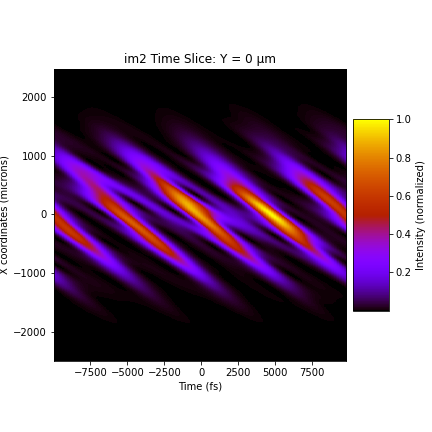 im2 Time Slice: Y = 0 μm
2000
1000
0
−1000
−2000
X coordinates (microns)
−7500 −5000 −2500 0 2500 5000 7500
Time (fs)
1.0
0.8
0.6
0.4
0.2
Intensity (normalized)